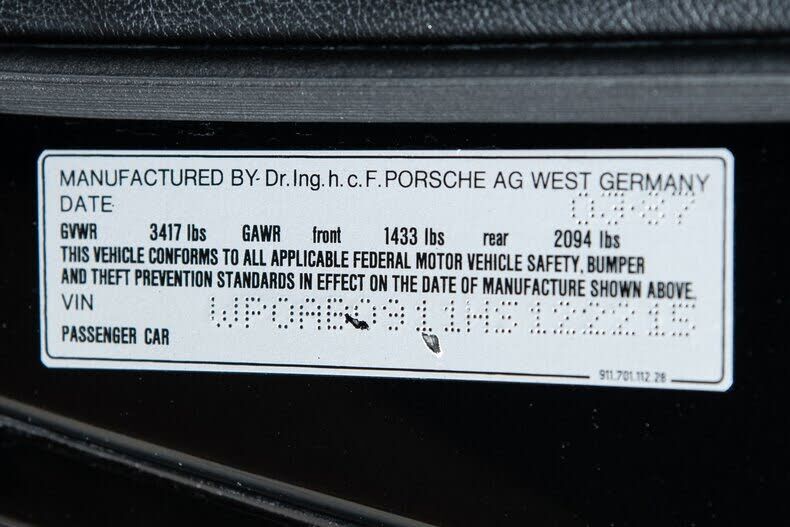 MANUFACTURED BY- Dr.Ing.h.c.F.PORSCHE AG WEST GERMANY
DATE 03-87
GVWR 3417 lbs GAWR front 1433 lbs rear 2094 lbs
THIS VEHICLE CONFORMS TO ALL APPLICABLE FEDERAL MOTOR VEHICLE SAFETY, BUMPER
AND THEFT PREVENTION STANDARDS IN EFFECT ON THE DATE OF MANUFACTURE SHOWN ABOVE.
VIN WP0AB0911HS122215
PASSENGER CAR
911.701.112.28